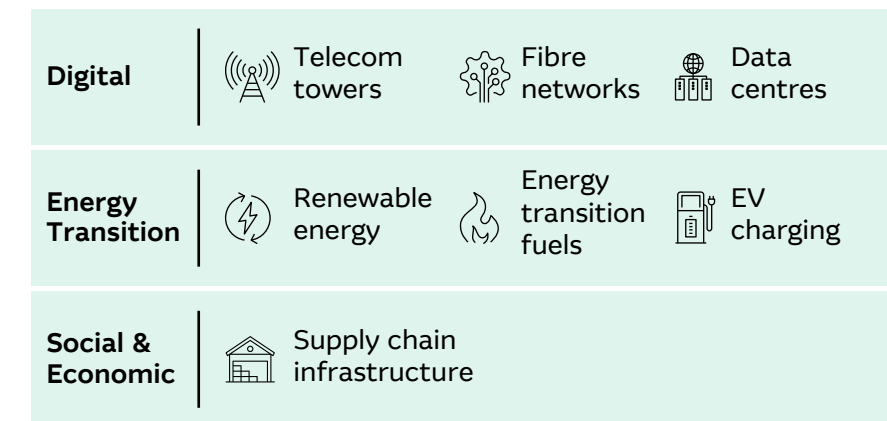 Digital
Telecom
towers
Fibre
networks
Data
centres
Energy
Transition
Renewable
energy
Energy
transition
fuels
EV
charging
Social &
Economic
Supply chain
infrastructure